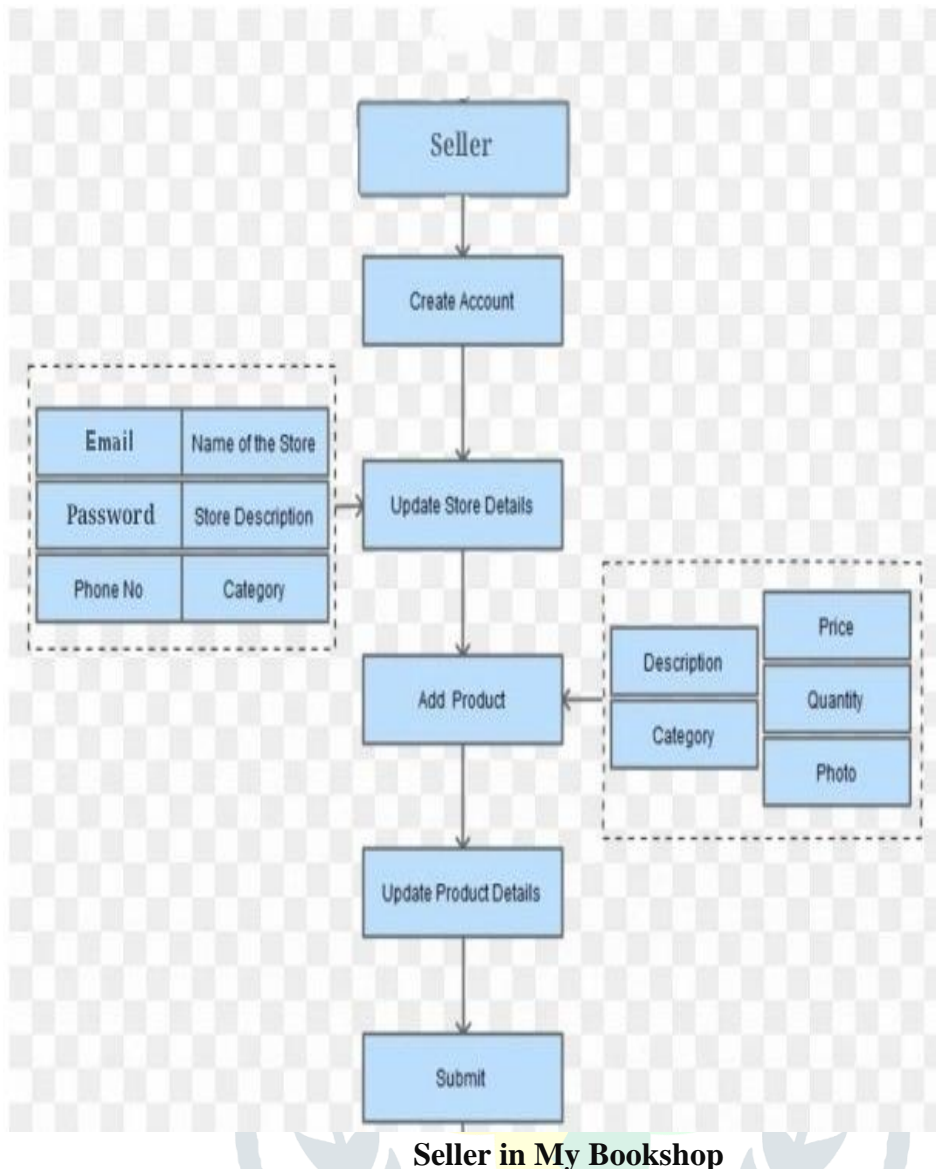 Seller
Create Account
Email
Name of the Store
Password
Store Description
Phone No
Category
Update Store Details
Price
Description
Quantity
Category
Photo
Add Product
Update Product Details
Submit
Seller in My Bookshop